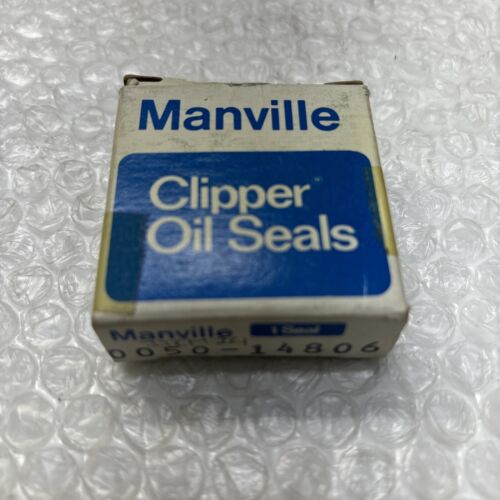 Manville
Clipper
Oil Seals
Manville 1 Seal
0050-14806